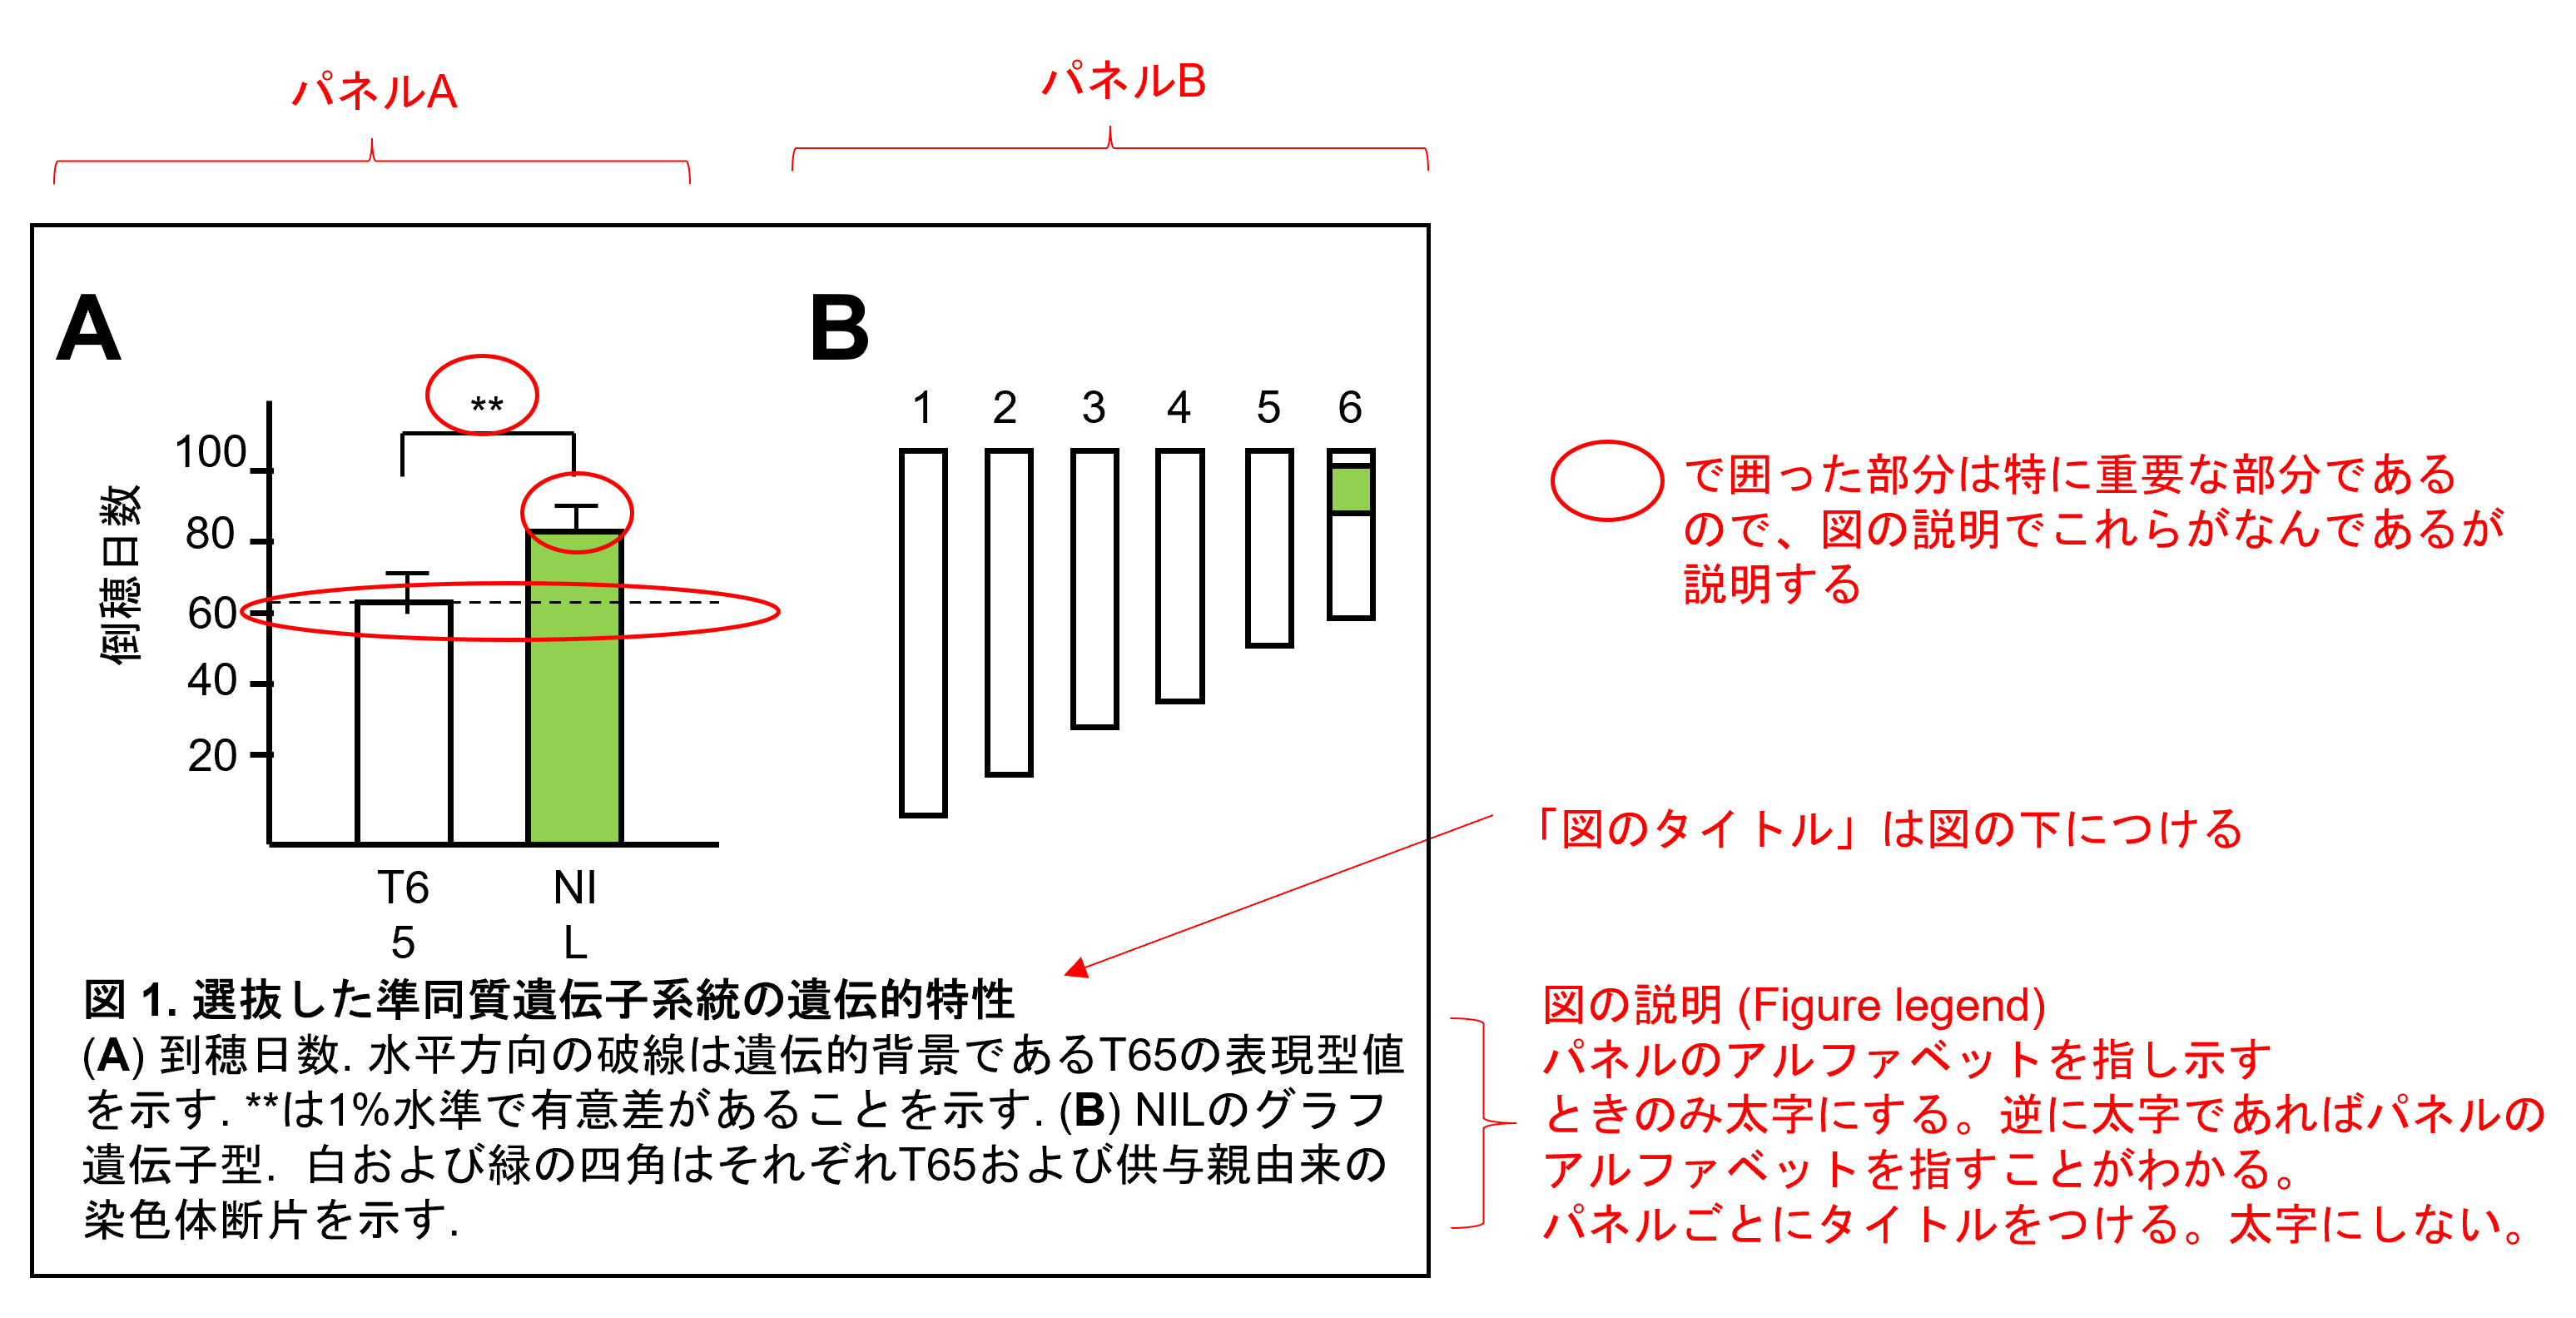 パネルA
パネルB
A
B
**
100
80
60
40
20
倒穂日数
T6
5
NI
L
1
2
3
4
5
6
で囲った部分は特に重要な部分である
ので、図の説明でこれらがなんであるが
説明する
「図のタイトル」は図の下につける
図 1. 選抜した準同質遺伝子系統の遺伝的特性
(A) 到穂日数. 水平方向の破線は遺伝的背景であるT65の表現型値
を示す. **は1%水準で有意差があることを示す. (B) NILのグラフ
遺伝子型. 白および緑の四角はそれぞれT65および供与親由来の
染色体断片を示す.
図の説明 (Figure legend)
パネルのアルファベットを指し示す
ときのみ太字にする。逆に太字であればパネルの
アルファベットを指すことがわかる。
パネルごとにタイトルをつける。太字にしない。